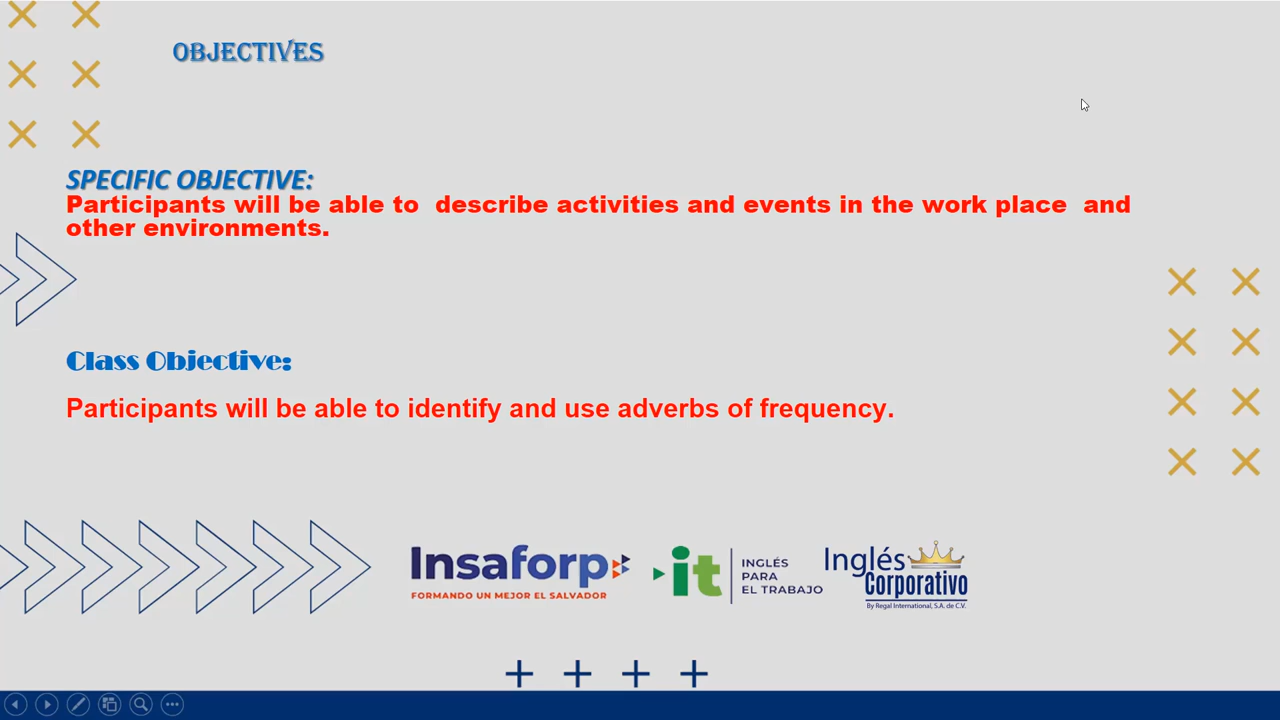 OBJECTIVES
SPECIFIC OBJECTIVE:
Participants will be able to  describe activities and events in the work place  and
other environments.
Class Objective:
Participants will be able to identify and use adverbs of frequency.
Insaforp
FORMANDO UN MEJOR EL SALVADOR
it
INGLÉS
PARA
EL TRABAJO
Inglés
Corporativo
By Regal International, S.A. de C.V.